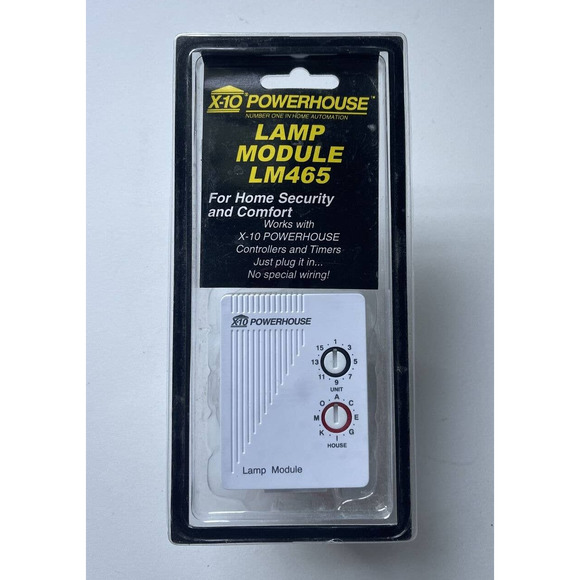 X-10® POWERHOUSE™
NUMBER ONE IN HOME AUTOMATION
LAMP
MODULE
LM465
For Home Security
and Comfort
Works with
X-10 POWERHOUSE
Controllers and Timers
Just plug it in...
No special wiring!
X-10 POWERHOUSE
15 1 3
13 5
11 9 7
UNIT
A
O C
M E
K G
I
HOUSE
Lamp Module